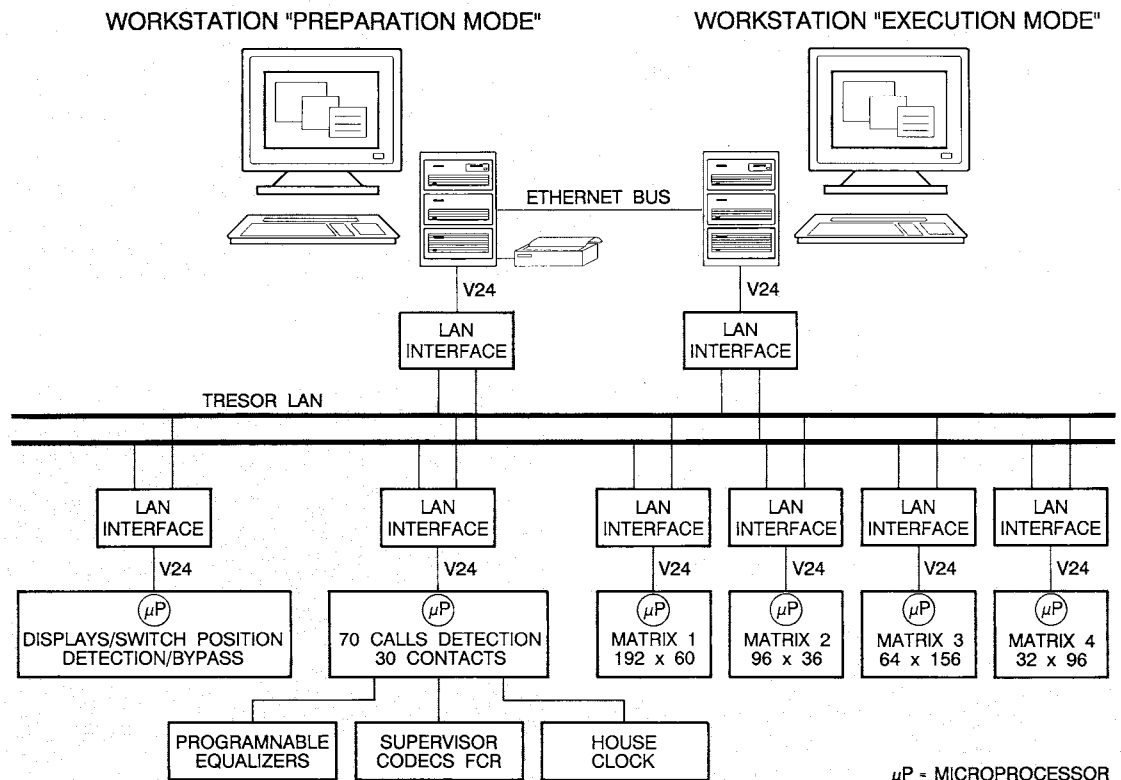 WORKSTATION "PREPARATION MODE"
WORKSTATION "EXECUTION MODE"
ETHERNET BUS
V24
V24
LAN
INTERFACE
LAN
INTERFACE
TRESOR LAN
LAN
INTERFACE
LAN
INTERFACE
LAN
INTERFACE
LAN
INTERFACE
LAN
INTERFACE
LAN
INTERFACE
V24
V24
V24
V24
V24
V24
µP
DISPLAYS/SWITCH POSITION
DETECTION/BYPASS
µP
70 CALLS DETECTION
30 CONTACTS
µP
MATRIX 1
192 x 60
µP
MATRIX 2
96 x 36
µP
MATRIX 3
64 x 156
µP
MATRIX 4
32 x 96
PROGRAMNABLE
EQUALIZERS
SUPERVISOR
CODECS FCR
HOUSE
CLOCK
µP = MICROPROCESSOR